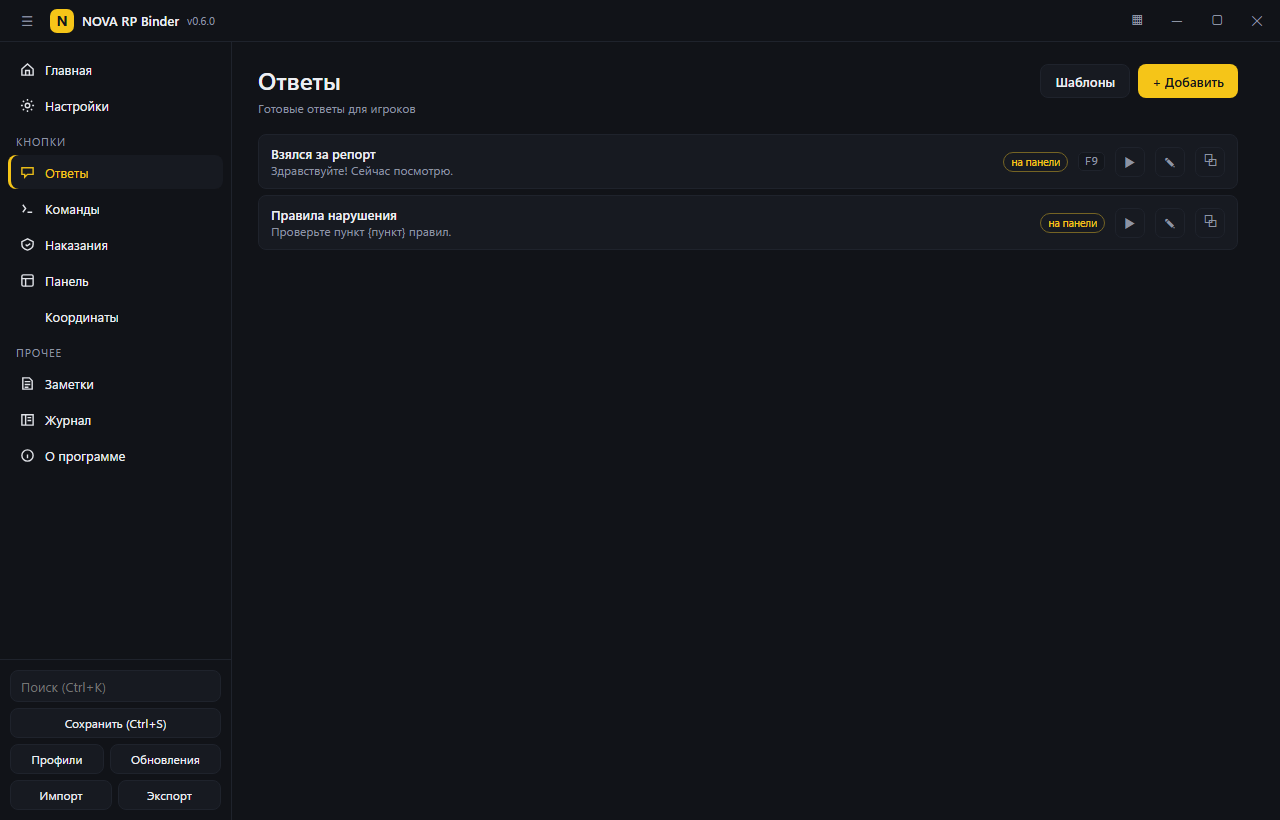 N NOVA RP Binder v0.6.0
Главная
Настройки
КНОПКИ
Ответы
Команды
Наказания
Панель
Координаты
ПРОЧЕЕ
Заметки
Журнал
О программе
Поиск (Ctrl+K)
Сохранить (Ctrl+S)
Профили Обновления
Импорт Экспорт
Ответы
Готовые ответы для игроков
Шаблоны + Добавить
Взялся за репорт
Здравствуйте! Сейчас посмотрю.
на панели F9
Правила нарушения
Проверьте пункт {пункт} правил.
на панели